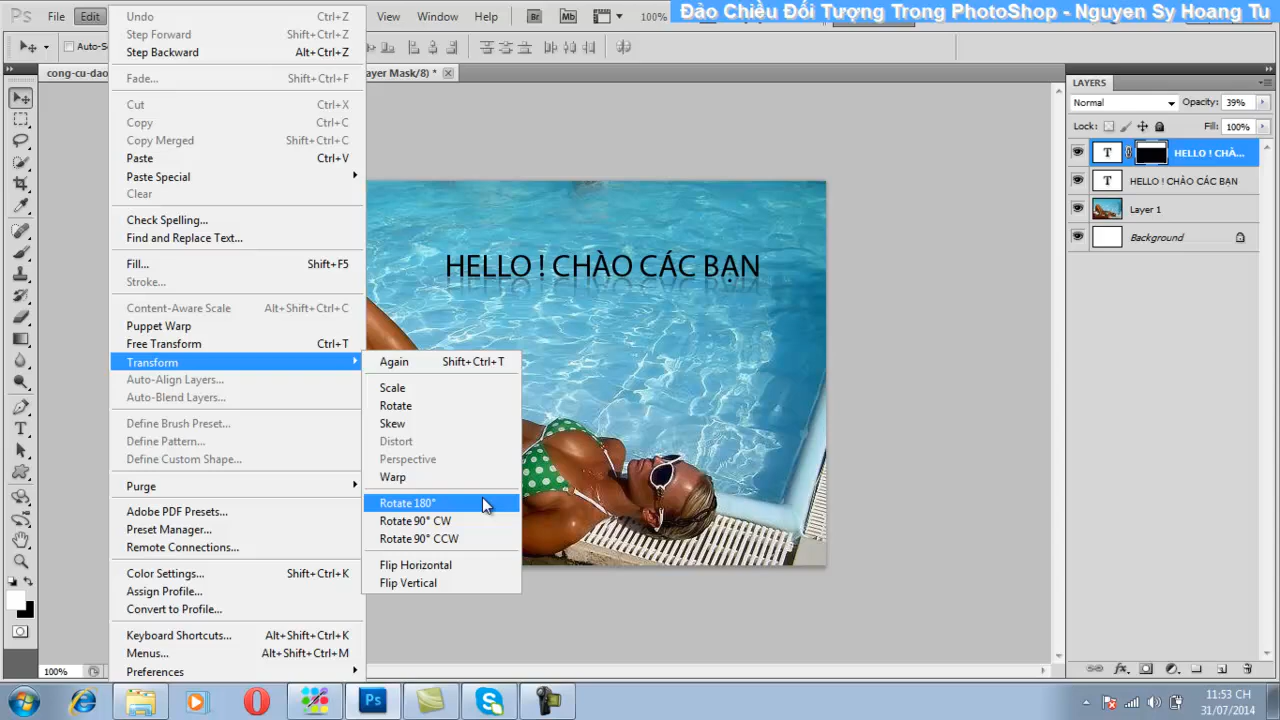 Đảo Chiều Đối Tượng Trong PhotoShop - Nguyen Sy Hoang Tu
Ps File Edit View Window Help Br Mb 100%
Auto-S
cong-cu-dao
ayer Mask/8) *
Undo Ctrl+Z
Step Forward Shift+Ctrl+Z
Step Backward Alt+Ctrl+Z
Fade... Shift+Ctrl+F
Cut Ctrl+X
Copy Ctrl+C
Copy Merged Shift+Ctrl+C
Paste Ctrl+V
Paste Special
Clear
Check Spelling...
Find and Replace Text...
Fill... Shift+F5
Stroke...
Content-Aware Scale Alt+Shift+Ctrl+C
Puppet Warp
Free Transform Ctrl+T
Transform
Auto-Align Layers...
Auto-Blend Layers...
Define Brush Preset...
Define Pattern...
Define Custom Shape...
Purge
Adobe PDF Presets...
Preset Manager...
Remote Connections...
Color Settings... Shift+Ctrl+K
Assign Profile...
Convert to Profile...
Keyboard Shortcuts... Alt+Shift+Ctrl+K
Menus... Alt+Shift+Ctrl+M
Preferences
Again Shift+Ctrl+T
Scale
Rotate
Skew
Distort
Perspective
Warp
Rotate 180°
Rotate 90° CW
Rotate 90° CCW
Flip Horizontal
Flip Vertical
HELLO ! CHÀO CÁC BẠN
LAYERS
Normal Opacity: 39%
Lock: Fill: 100%
T HELLO ! CHÀ...
T HELLO ! CHÀO CÁC BẠN
Layer 1
Background
100%
Ps
11:53 CH
31/07/2014